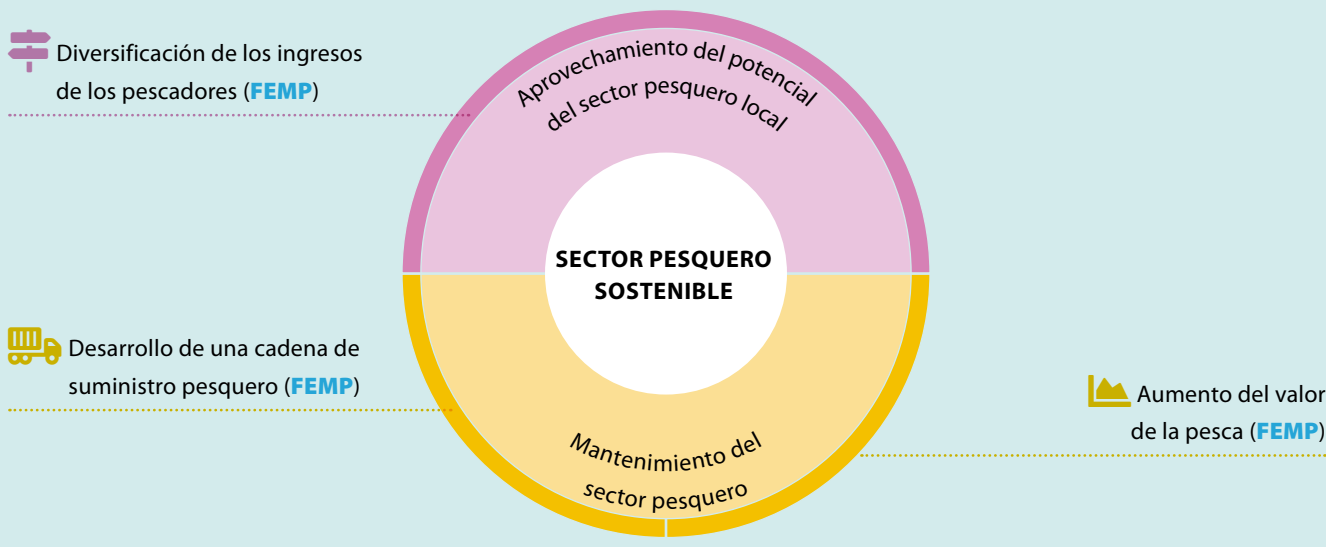 Diversificación de los ingresos
de los pescadores (FEMP)
Aprovechamiento del potencial
del sector pesquero local
SECTOR PESQUERO
SOSTENIBLE
Desarrollo de una cadena de
suministro pesquero (FEMP)
Aumento del valor
de la pesca (FEMP)
Mantenimiento del
sector pesquero